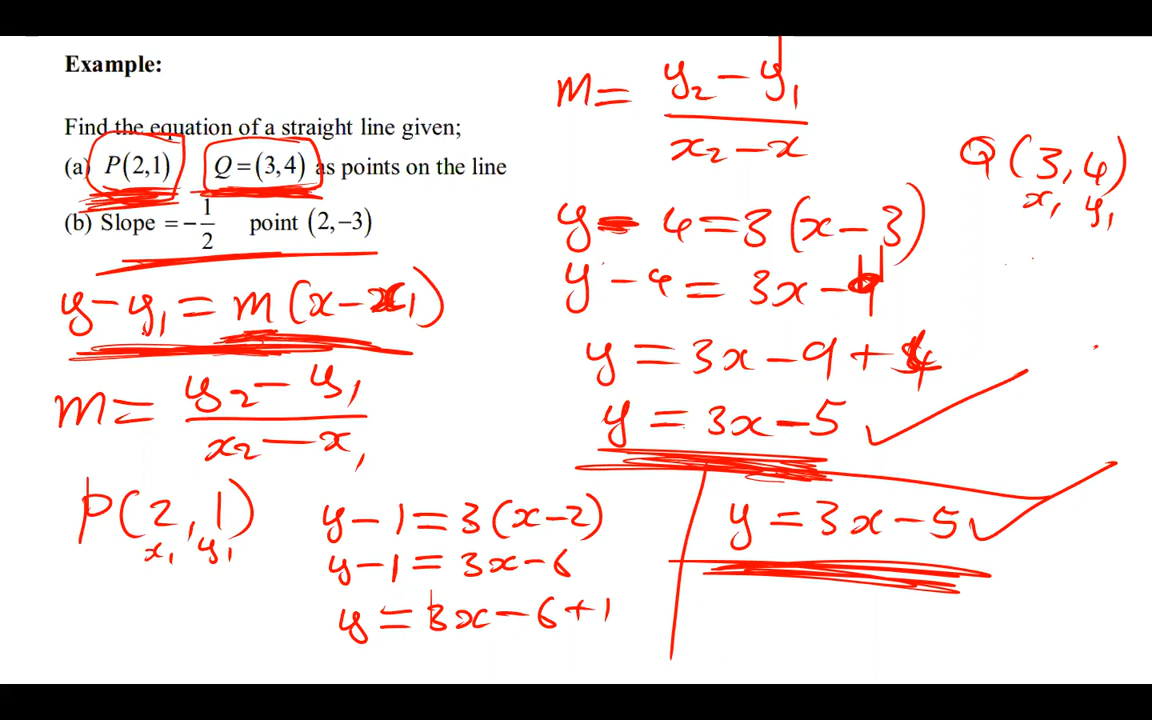 Example:
Find the equation of a straight line given;
(a) P(2,1) Q=(3,4) as points on the line
(b) Slope = -1/2 point (2,-3)
y-y₁ = m(x-x₁)
m = y₂-y₁/x₂-x₁
P(2,1)
x₁ y₁
y-1=3(x-2)
y-1=3x-6
y=3x-6+1
m= y₂-y₁/x₂-x
Q(3,4)
x₁ y₁
y-4=3(x-3)
y-4=3x-9
y=3x-9+4
y=3x-5
y=3x-5